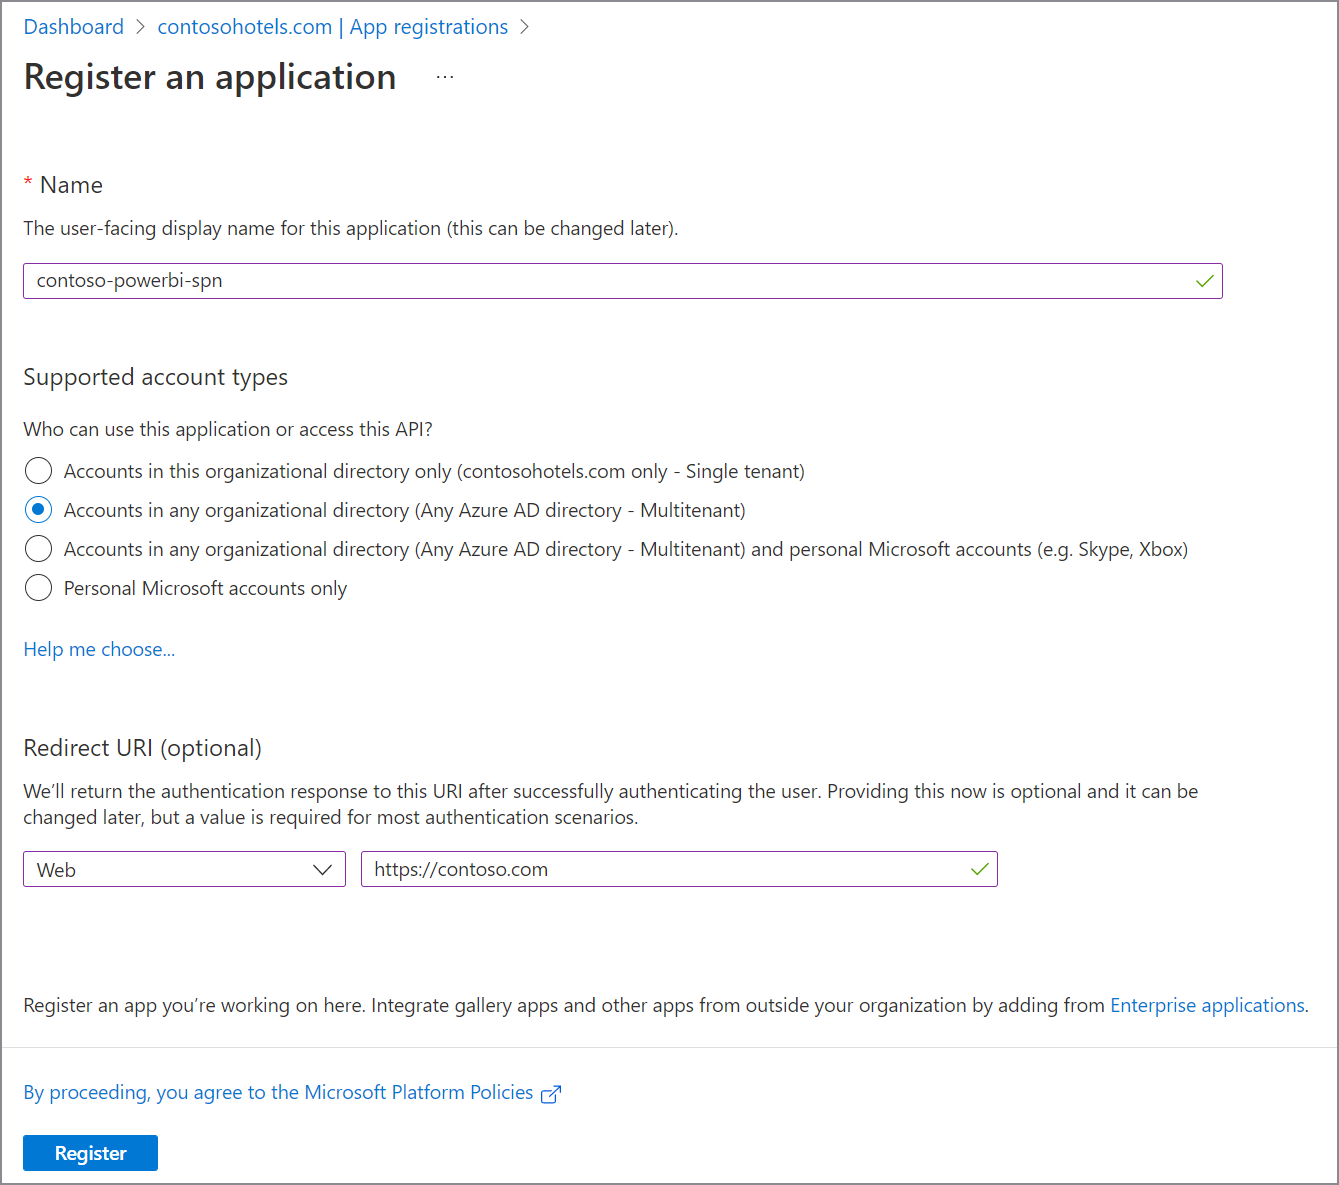 Dashboard > contosohotels.com | App registrations >
Register an application ...
* Name
The user-facing display name for this application (this can be changed later).
contoso-powerbi-spn
Supported account types
Who can use this application or access this API?
Accounts in this organizational directory only (contosohotels.com only - Single tenant)
Accounts in any organizational directory (Any Azure AD directory - Multitenant)
Accounts in any organizational directory (Any Azure AD directory - Multitenant) and personal Microsoft accounts (e.g. Skype, Xbox)
Personal Microsoft accounts only
Help me choose...
Redirect URI (optional)
We’ll return the authentication response to this URI after successfully authenticating the user. Providing this now is optional and it can be
changed later, but a value is required for most authentication scenarios.
Web https://contoso.com
Register an app you’re working on here. Integrate gallery apps and other apps from outside your organization by adding from Enterprise applications.
By proceeding, you agree to the Microsoft Platform Policies
Register